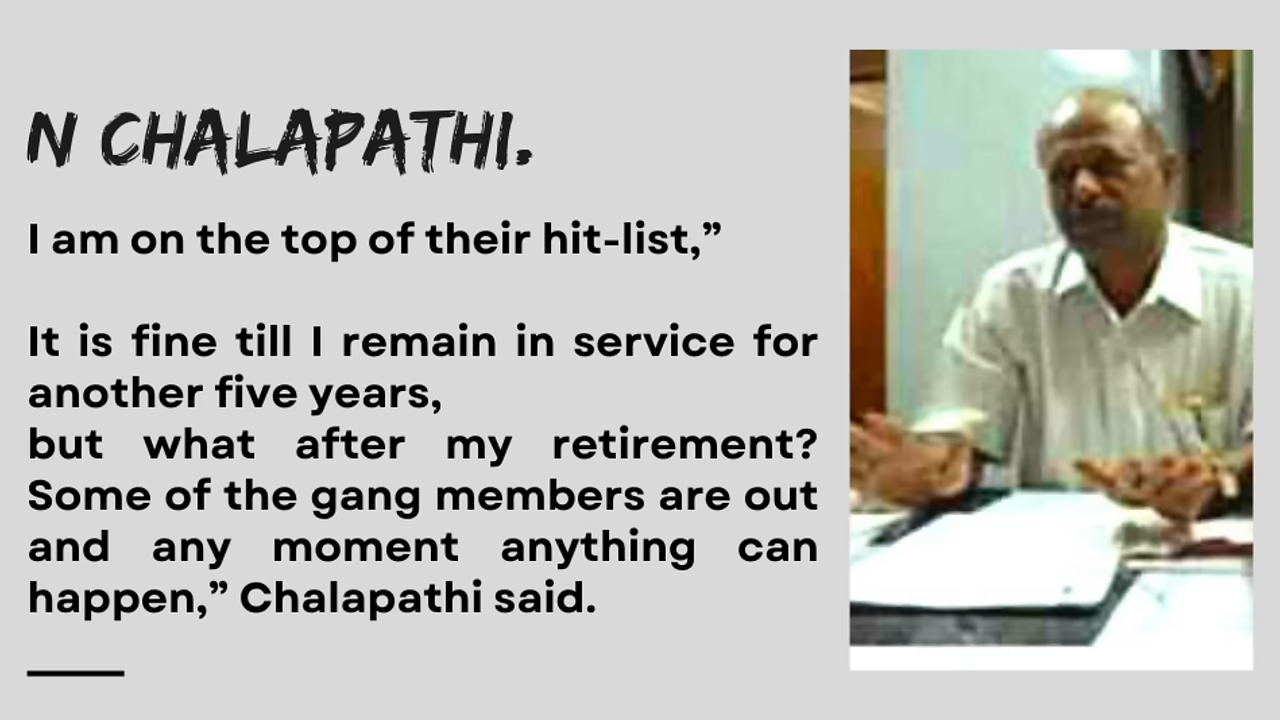 N CHALAPATHI.
I am on the top of their hit-list,”
It is fine till I remain in service for
another five years,
but what after my retirement?
Some of the gang members are out
and any moment anything can
happen,” Chalapathi said.